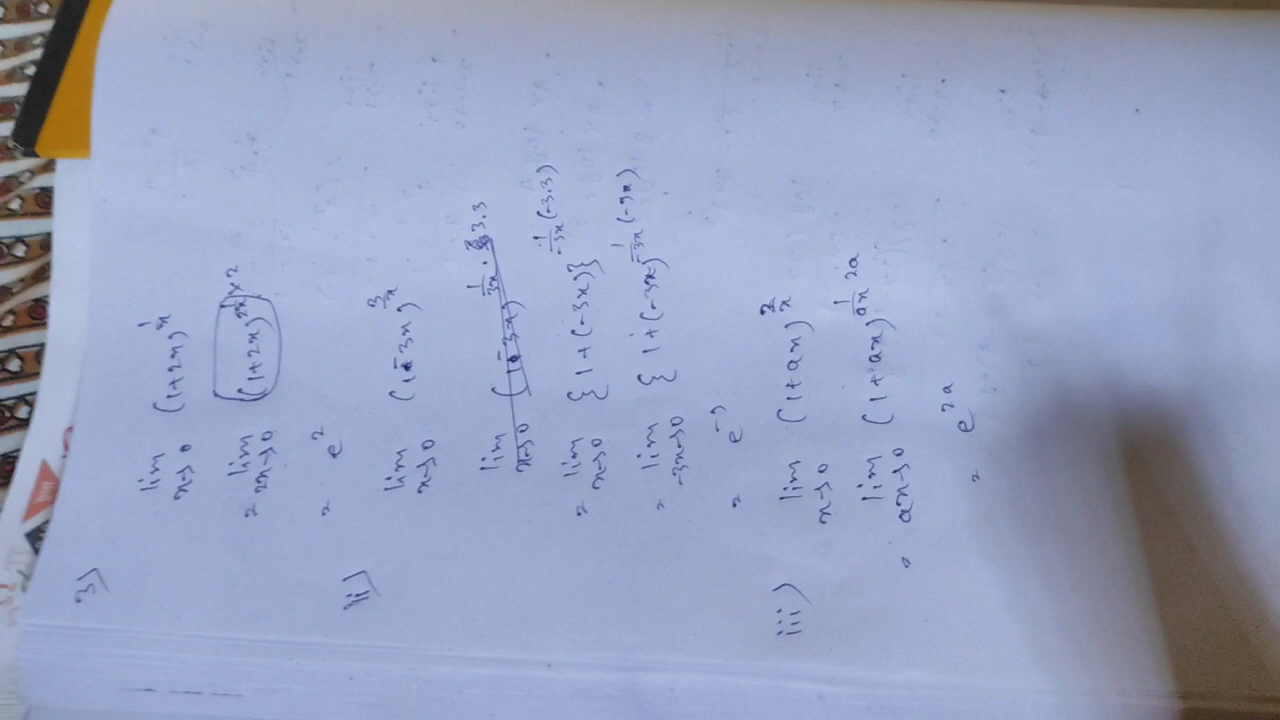 3)
lim x→0 (1+2x)^{1/x}
= lim 2x→0 {(1+2x)^{1/2x}}×2
= e^2
ii) lim x→0 (1-3x)^{3/x}
lim x→0 (1-3x)^{1/3x · 3.3}
= lim x→0 {1+(-3x)}^{1/-3x (-3.3)}
= lim -3x→0 {1+(-3x)^{1/-3x (-9x)}
= e^{-9}
iii) lim x→0 (1+ax)^{2/x}
= lim ax→0 (1+ax)^{1/ax 2a}
= e^{2a}